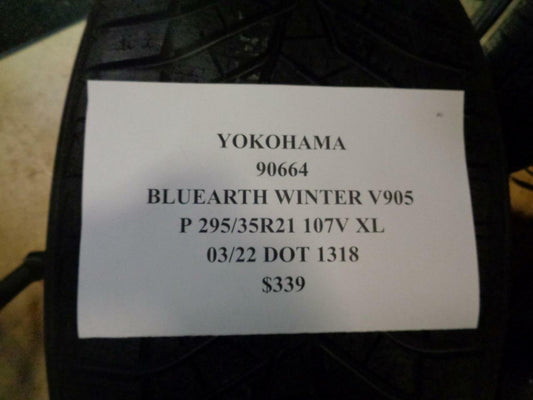 YOKOHAMA
90664
BLUEARTH WINTER V905
P 295/35R21 107V XL
03/22 DOT 1318
$339